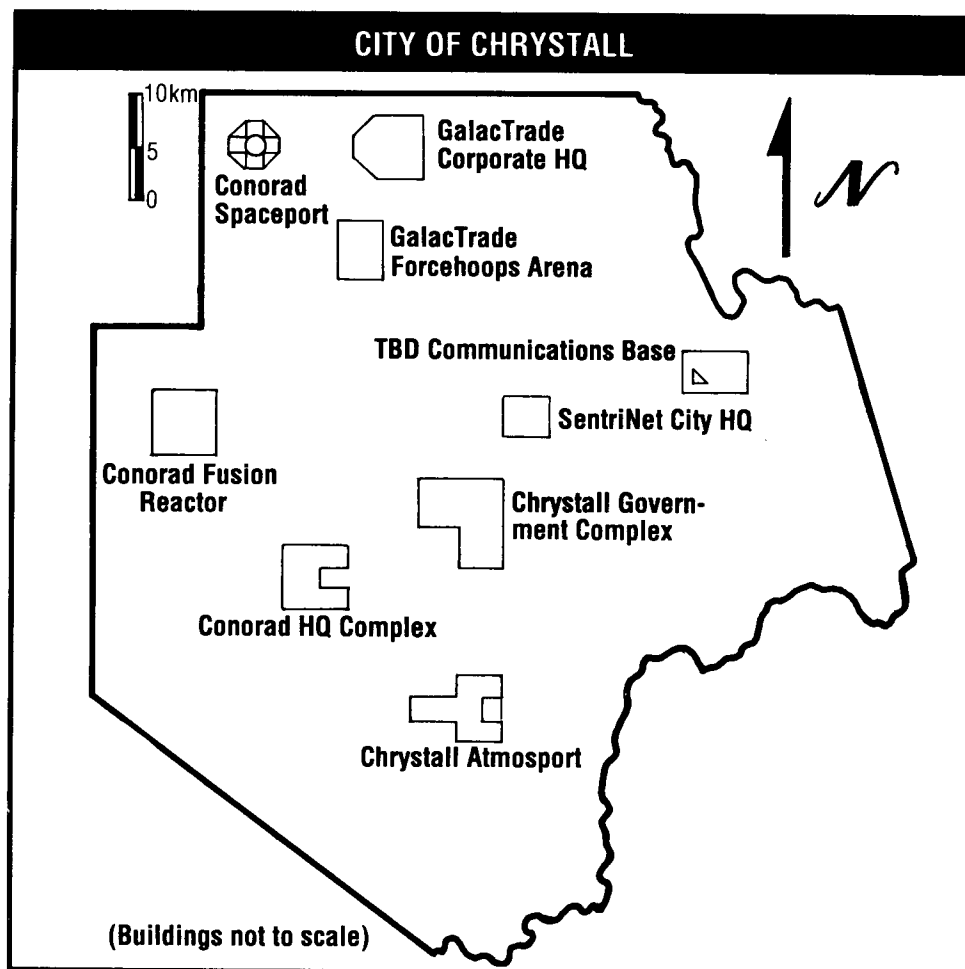 CITY OF CHRYSTALL
10km
5
0
Conorad
Spaceport
GalacTrade
Corporate HQ
N
GalacTrade
Forcehoops Arena
TBD Communications Base
SentriNet City HQ
Conorad Fusion
Reactor
Chrystall Govern-
ment Complex
Conorad HQ Complex
Chrystall Atmosport
(Buildings not to scale)